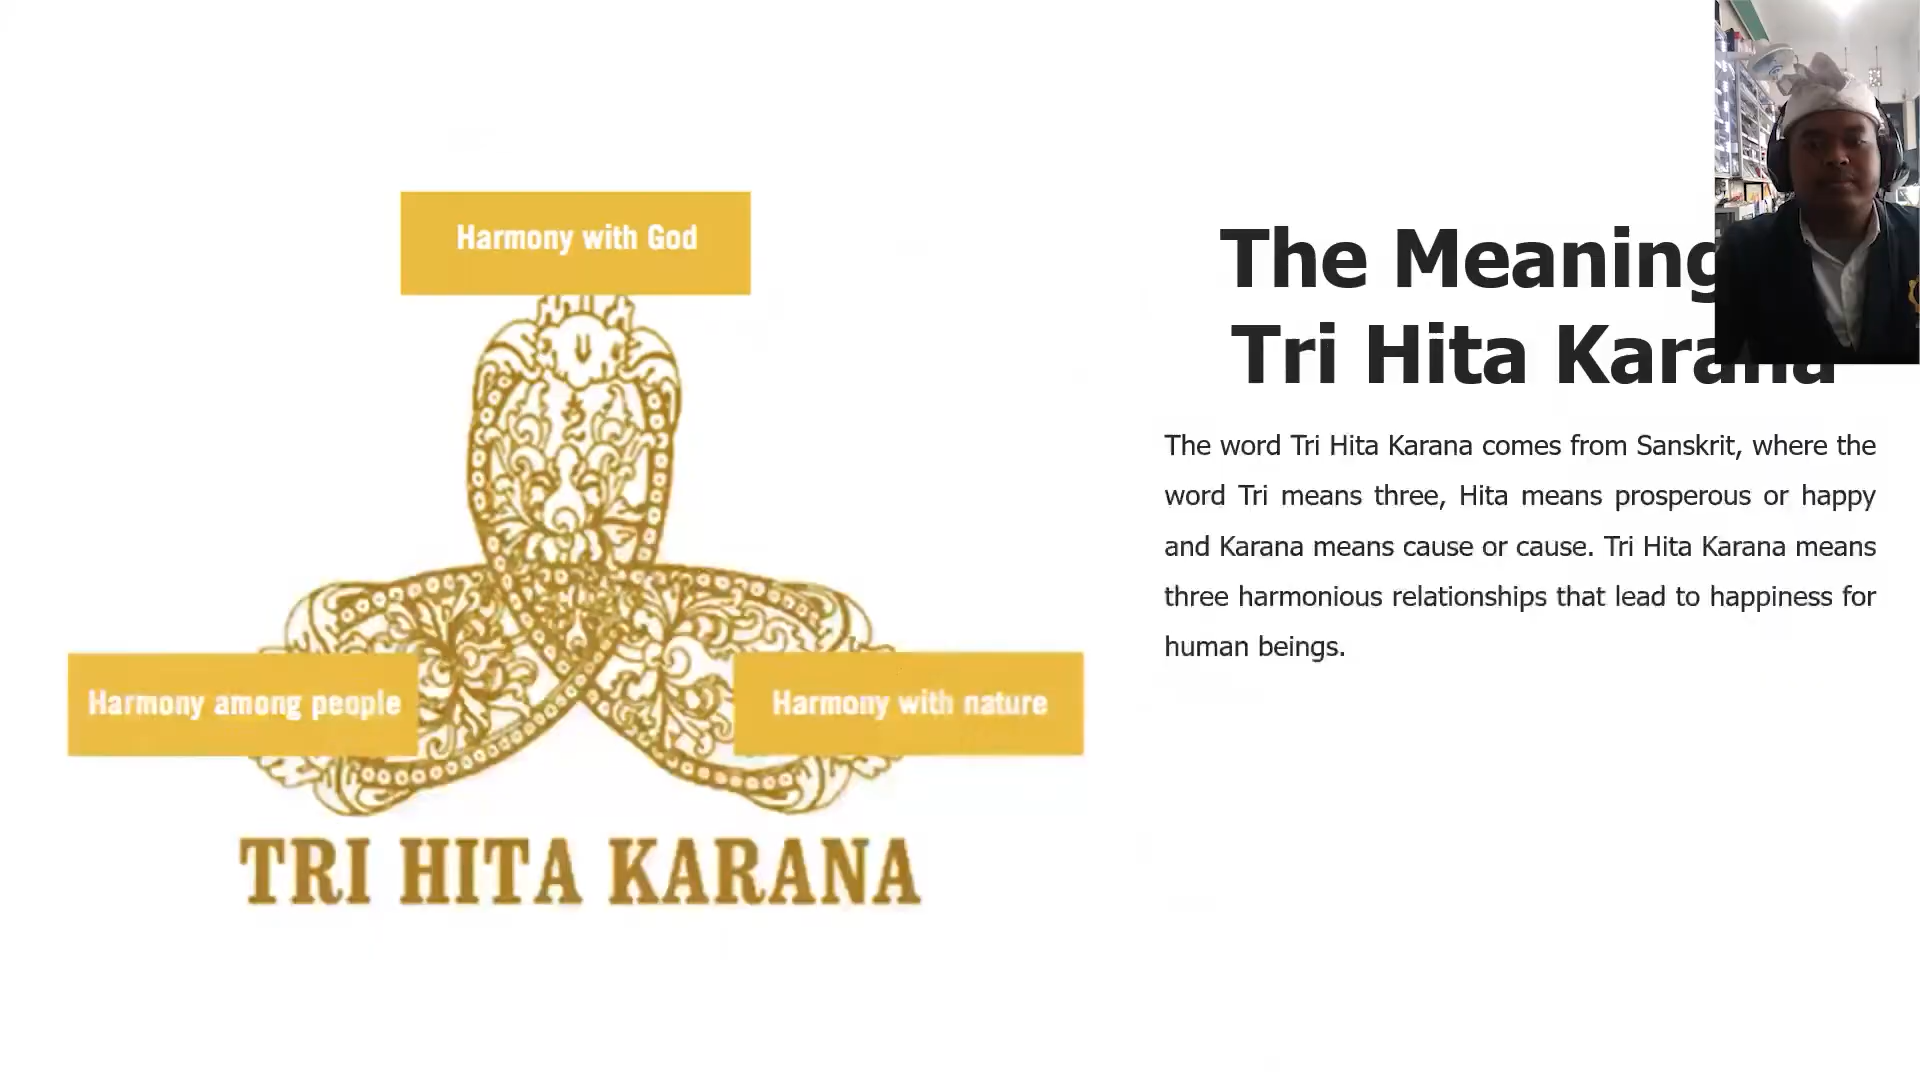 Harmony with God
Harmony among people
Harmony with nature
TRI HITA KARANA
The Meaning
Tri Hita Karana
The word Tri Hita Karana comes from Sanskrit, where the
word Tri means three, Hita means prosperous or happy
and Karana means cause or cause. Tri Hita Karana means
three harmonious relationships that lead to happiness for
human beings.